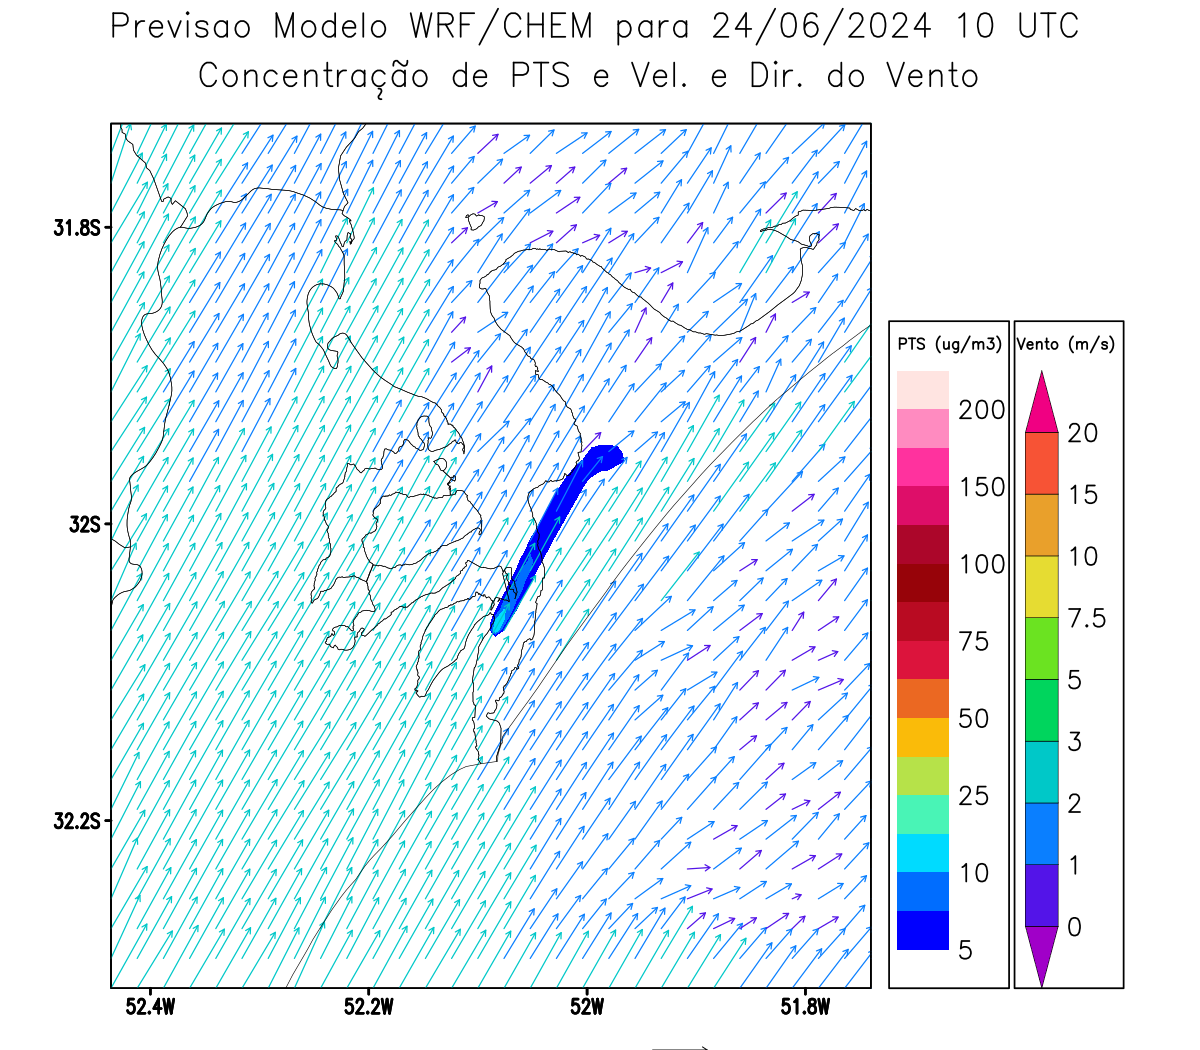 Previsao Modelo WRF/CHEM para 24/06/2024 10 UTC
Concentração de PTS e Vel. e Dir. do Vento
31.8S
32S
32.2S
52.4W 52.2W 52W 51.8W
PTS (ug/m3)
200
150
100
75
50
25
10
5
Vento (m/s)
20
15
10
7.5
5
3
2
1
0